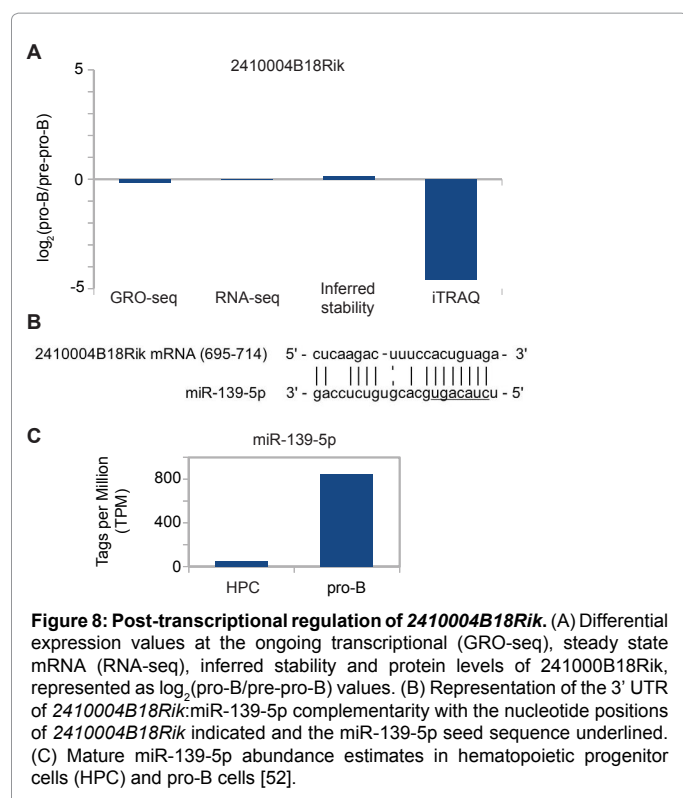 A
2410004B18Rik
5
0
-5
log2(pro-B/pre-pro-B)
GRO-seq
RNA-seq
Inferred stability
iTRAQ
B
2410004B18Rik mRNA (695-714) 5' - cucaagac -uuuccacuguaga- 3'
miR-139-5p 3' - gaccucugugcacgugacaucu - 5'
C
miR-139-5p
800
400
0
Tags per Million (TPM)
HPC
pro-B
Figure 8: Post-transcriptional regulation of 2410004B18Rik. (A) Differential
expression values at the ongoing transcriptional (GRO-seq), steady state
mRNA (RNA-seq), inferred stability and protein levels of 241000B18Rik,
represented as log2(pro-B/pre-pro-B) values. (B) Representation of the 3' UTR
of 2410004B18Rik:miR-139-5p complementarity with the nucleotide positions
of 2410004B18Rik indicated and the miR-139-5p seed sequence underlined.
(C) Mature miR-139-5p abundance estimates in hematopoietic progenitor
cells (HPC) and pro-B cells [52].